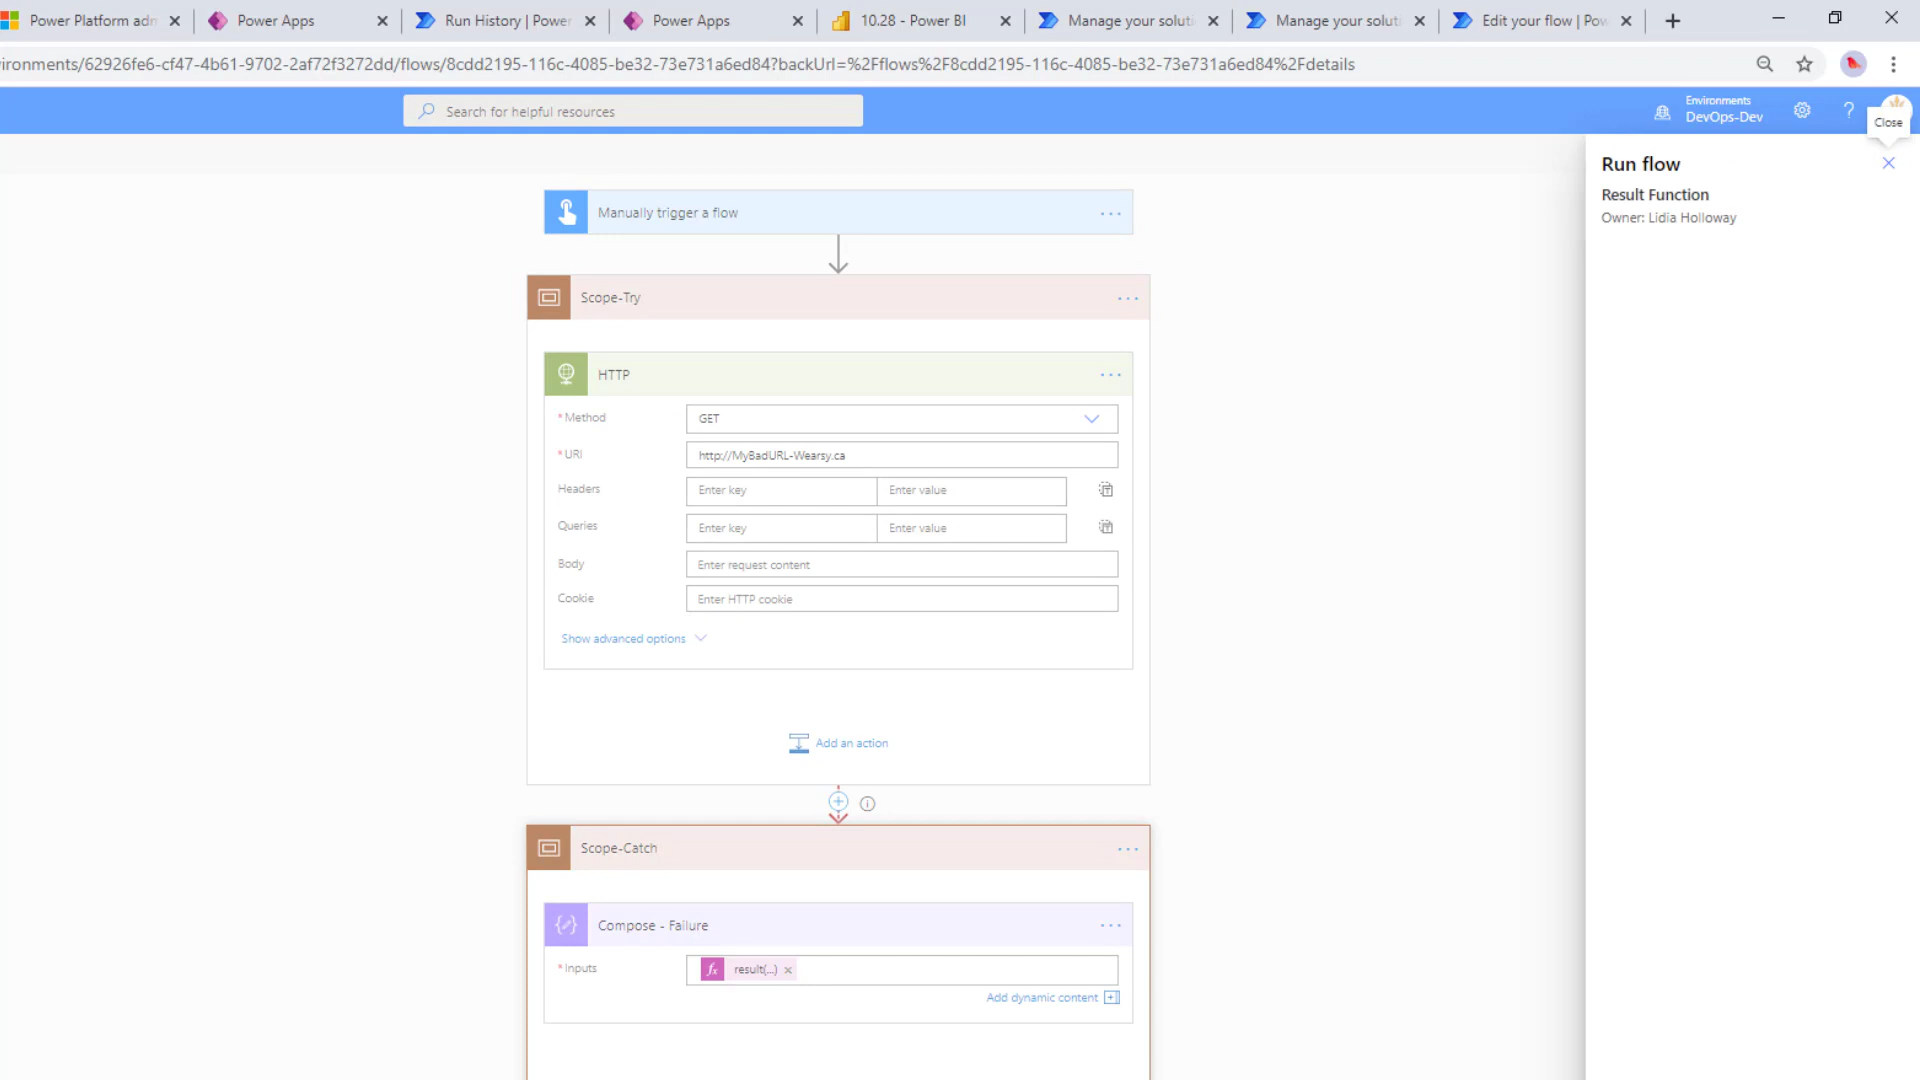 Power Platform adm
Power Apps
Run History | Power
Power Apps
10.28 - Power BI
Manage your soluti
Manage your soluti
Edit your flow | Pow
ironments/62926fe6-cf47-4b61-9702-2af72f3272dd/flows/8cdd2195-116c-4085-be32-73e731a6ed84?backUrl=%2Fflows%2F8cdd2195-116c-4085-be32-73e731a6ed84%2Fdetails
Search for helpful resources
Environments
DevOps-Dev
?
Close
Run flow
Result Function
Owner: Lidia Holloway
Manually trigger a flow
Scope-Try
HTTP
* Method
GET
* URI
http://MyBadURL-Wearsy.ca
Headers
Enter key
Enter value
Queries
Enter key
Enter value
Body
Enter request content
Cookie
Enter HTTP cookie
Show advanced options
Add an action
Scope-Catch
Compose - Failure
* Inputs
fx result(...) ×
Add dynamic content